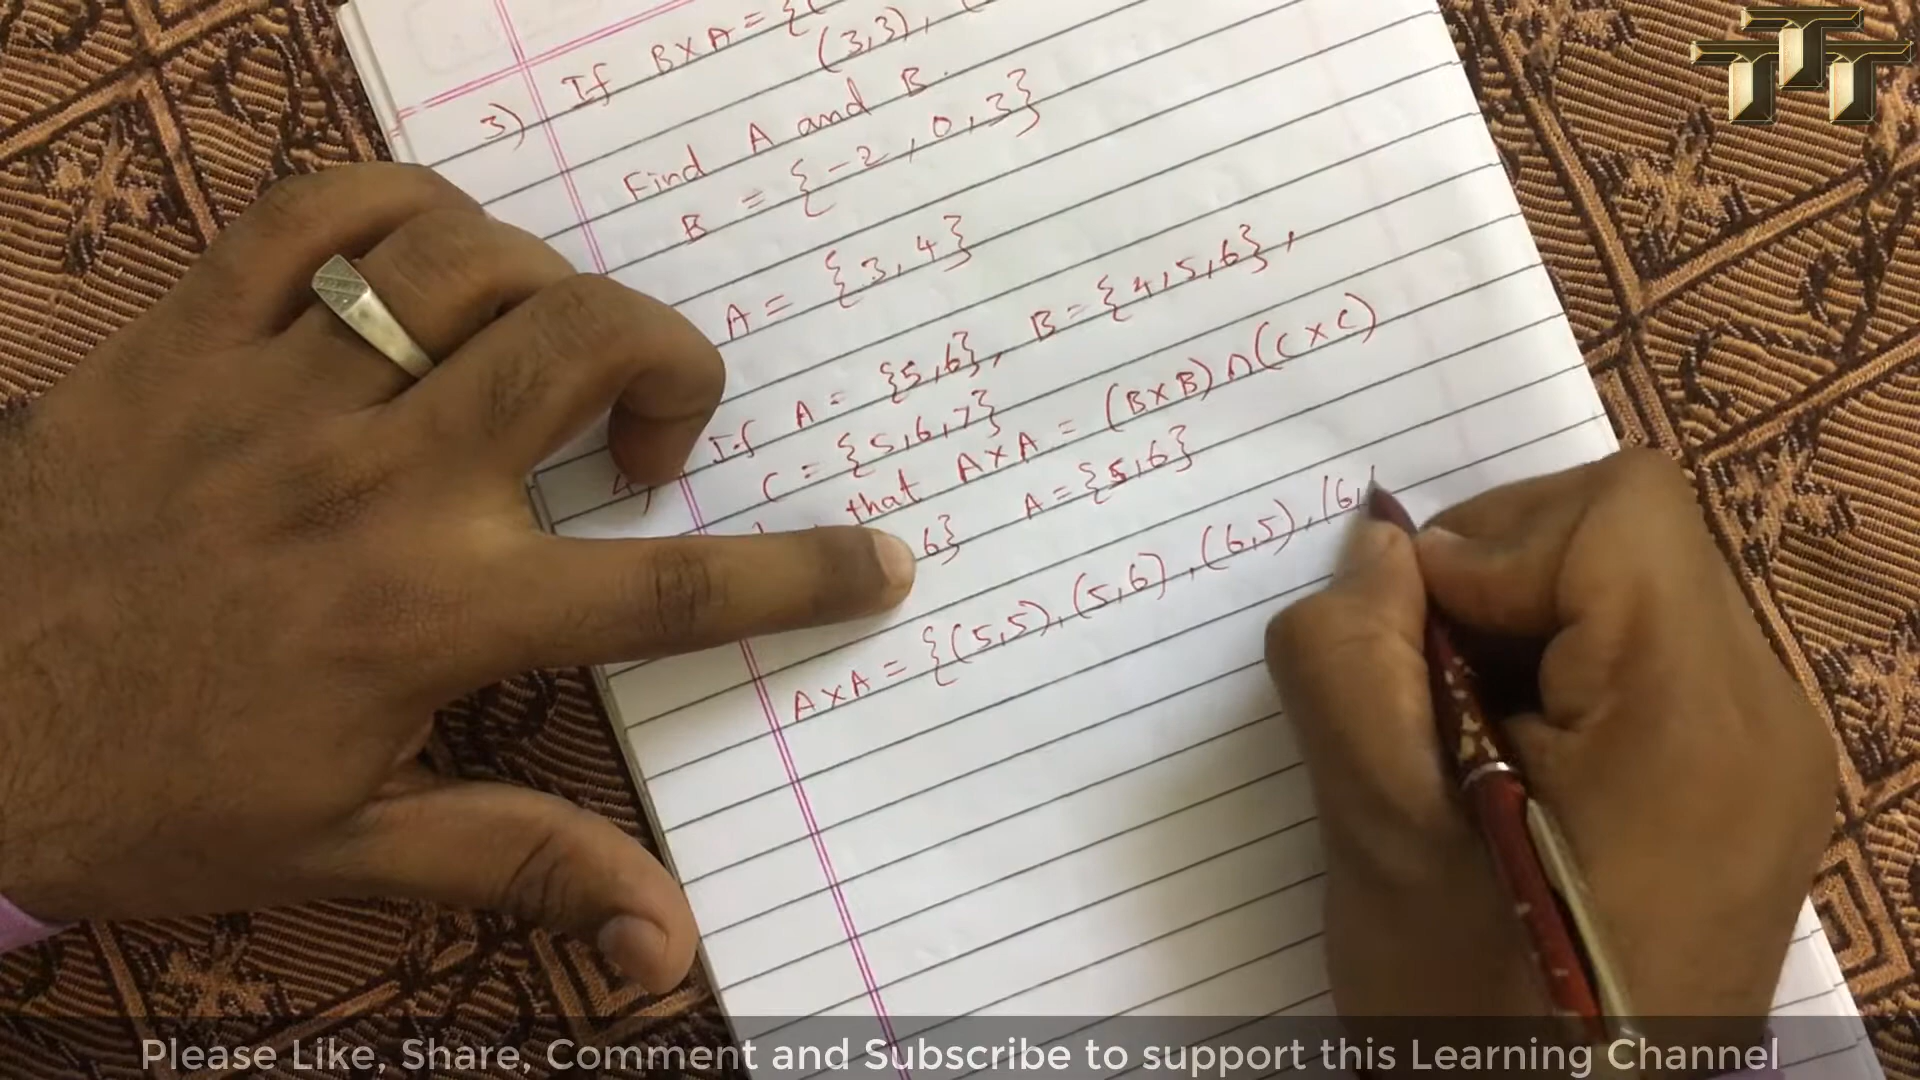 3) If B×A = {(
(3,3), (
Find A and B.
B = {-2, 0, 3}
A = {3, 4}
4) If A = {5,6}, B = {4,5,6},
C = {5,6,7}
that A×A = (B×B)∩(C×C)
6} A = {5,6}
A×A = {(5,5), (5,6), (6,5), (6,
TTT
Please Like, Share, Comment and Subscribe to support this Learning Channel